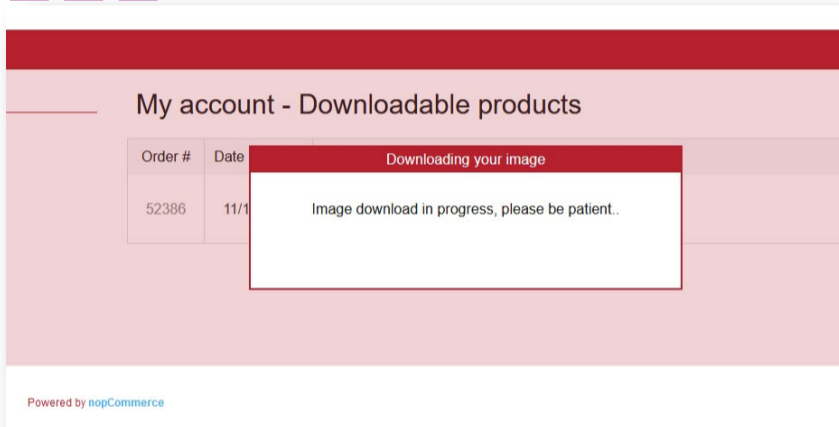 My account - Downloadable products
Order # Date
Downloading your image
52386 11/1
Image download in progress, please be patient..
Powered by nopCommerce